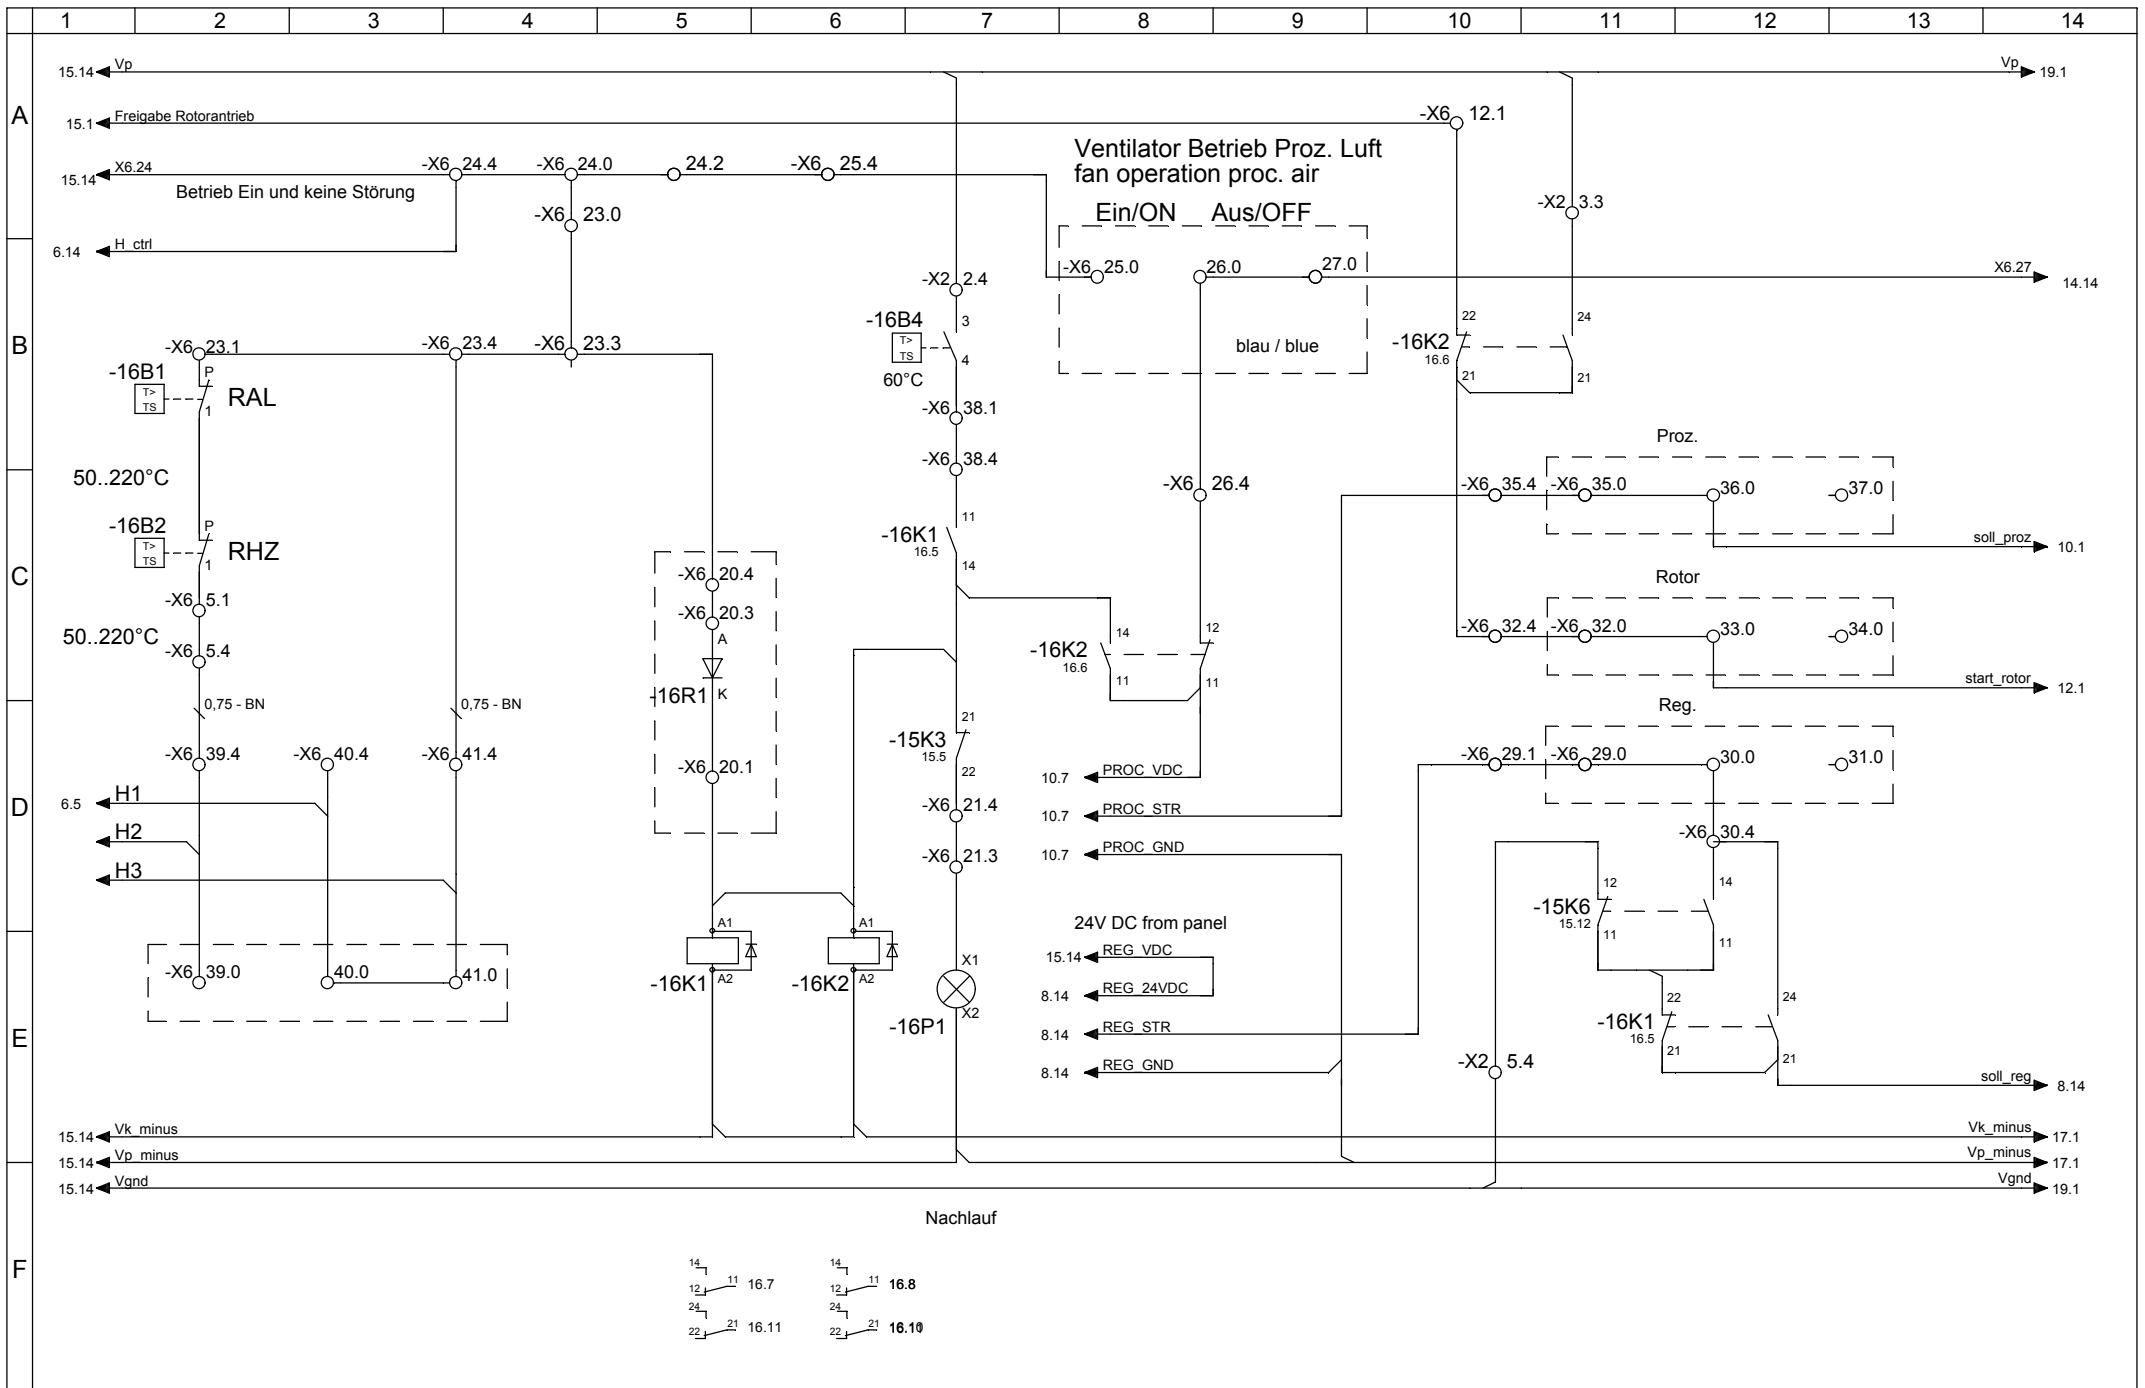 1 2 3 4 5 6 7 8 9 10 11 12 13 14
A
15.14 Vp Vp 19.1
15.1 Freigabe Rotorantrieb -X6 12.1
15.14 X6.24 -X6 24.4 -X6 24.0 24.2 -X6 25.4
Betrieb Ein und keine Störung
Ventilator Betrieb Proz. Luft
fan operation proc. air
Ein/ON Aus/OFF
-X6 23.0
-X2 3.3
6.14 H_ctrl
B
-X6 25.0 26.0 27.0 X6.27 14.14
blau / blue
-X2 2.4
-16B4 T> TS 3 4
60°C
-X6 38.1
-X6 38.4
-16K2 16.6 22 21 24 21
-X6 23.1 -X6 23.4 -X6 23.3
-16B1 T> TS P 1 RAL
50..220°C
C
-16B2 T> TS P 1 RHZ
50..220°C
-X6 5.1
-X6 5.4
0,75 - BN 0,75 - BN
-X6 20.4
-X6 20.3
A
-16R1 K
-X6 20.1
-16K1 16.5 11 14
-X6 26.4
-16K2 16.6 14 11 12 11
Proz.
-X6 35.4 -X6 35.0 36.0 37.0
soll_proz 10.1
Rotor
-X6 32.4 -X6 32.0 33.0 34.0
start_rotor 12.1
D
-X6 39.4 -X6 40.4 -X6 41.4
6.5 H1
H2
H3
-15K3 15.5 21 22
-X6 21.4
-X6 21.3
10.7 PROC_VDC
10.7 PROC_STR
10.7 PROC_GND
Reg.
-X6 29.1 -X6 29.0 30.0 31.0
-X6 30.4
-15K6 15.12 12 11 14 11
E
-X6 39.0 40.0 41.0
-16K1 A1 A2
-16K2 A1 A2
-16P1 X1 X2
24V DC from panel
15.14 REG_VDC
8.14 REG_24VDC
8.14 REG_STR
8.14 REG_GND
-X2 5.4
-16K1 16.5 22 21 24 21
soll_reg 8.14
15.14 Vk_minus Vk_minus 17.1
15.14 Vp_minus Vp_minus 17.1
15.14 Vgnd Vgnd 19.1
F
Nachlauf
14 14
12 11 16.7 12 11 16.8
24 24
22 21 16.11 22 21